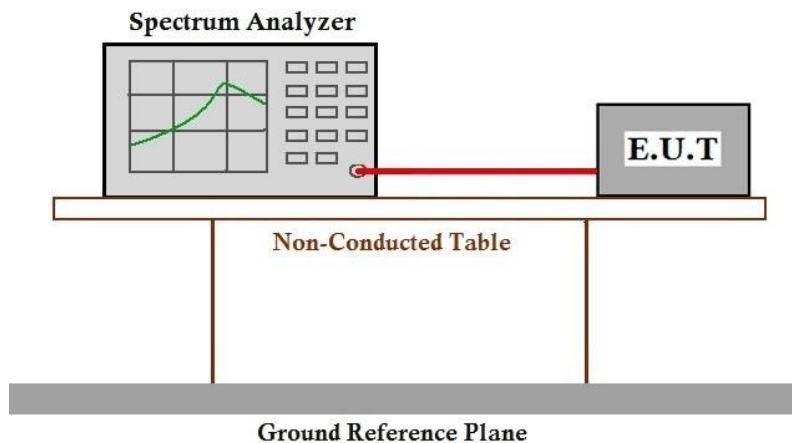 Spectrum Analyzer
E.U.T
Non-Conducted Table
Ground Reference Plane